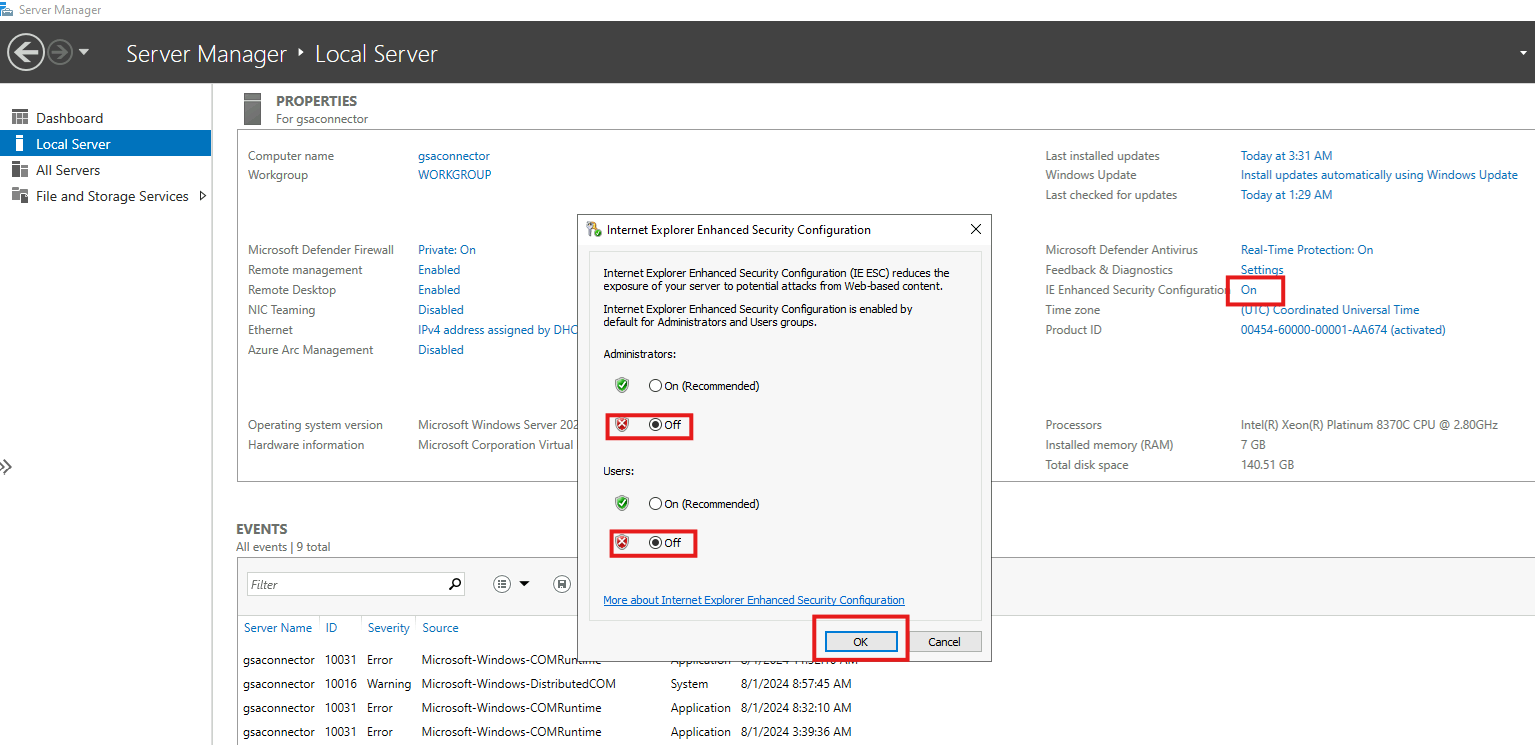 Server Manager
Server Manager ‣ Local Server
Dashboard
Local Server
All Servers
File and Storage Services
PROPERTIES
For gsaconnector
Computer name gsaconnector
Workgroup WORKGROUP
Last installed updates Today at 3:31 AM
Windows Update Install updates automatically using Windows Update
Last checked for updates Today at 1:29 AM
Microsoft Defender Firewall Private: On
Remote management Enabled
Remote Desktop Enabled
NIC Teaming Disabled
Ethernet IPv4 address assigned by DHC
Azure Arc Management Disabled
Microsoft Defender Antivirus Real-Time Protection: On
Feedback & Diagnostics Settings
IE Enhanced Security Configuration On
Time zone (UTC) Coordinated Universal Time
Product ID 00454-60000-00001-AA674 (activated)
Operating system version Microsoft Windows Server 202
Hardware information Microsoft Corporation Virtual
Processors Intel(R) Xeon(R) Platinum 8370C CPU @ 2.80GHz
Installed memory (RAM) 7 GB
Total disk space 140.51 GB
Internet Explorer Enhanced Security Configuration
Internet Explorer Enhanced Security Configuration (IE ESC) reduces the
exposure of your server to potential attacks from Web-based content.
Internet Explorer Enhanced Security Configuration is enabled by
default for Administrators and Users groups.
Administrators:
On (Recommended)
Off
Users:
On (Recommended)
Off
More about Internet Explorer Enhanced Security Configuration
OK Cancel
EVENTS
All events | 9 total
Filter
Server Name ID Severity Source
gsaconnector 10031 Error Microsoft-Windows-COMRuntime Application
gsaconnector 10016 Warning Microsoft-Windows-DistributedCOM System 8/1/2024 8:57:45 AM
gsaconnector 10031 Error Microsoft-Windows-COMRuntime Application 8/1/2024 8:32:10 AM
gsaconnector 10031 Error Microsoft-Windows-COMRuntime Application 8/1/2024 3:39:36 AM